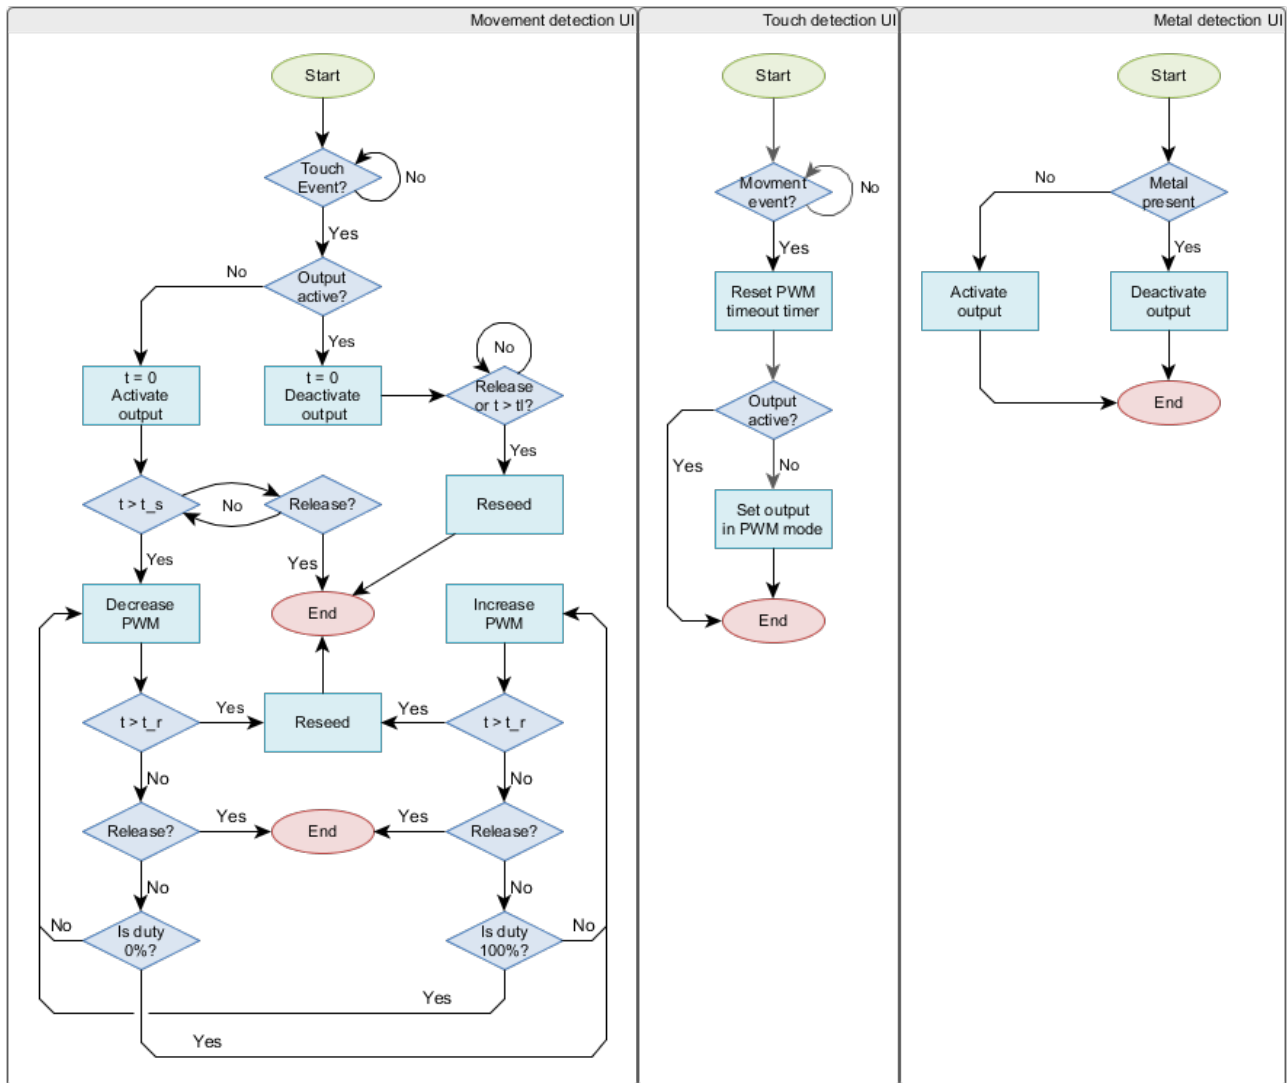 Movement detection UI
Start
Touch
Event?
No
Yes
Output
active?
No
Yes
t = 0
Activate
output
t = 0
Deactivate
output
No
Release
or t > tl?
Yes
Reseed
t > t_s
No
Release?
Yes
Yes
Decrease
PWM
End
Increase
PWM
t > t_r
Yes
Reseed
Yes
t > t_r
No
No
Release?
Yes
End
Yes
Release?
No
No
No
Is duty
0%?
Is duty
100%?
No
Yes
Yes
Touch detection UI
Start
Movment
event?
No
Yes
Reset PWM
timeout timer
Output
active?
Yes
No
Set output
in PWM mode
End
Metal detection UI
Start
No
Metal
present
Yes
Activate
output
Deactivate
output
End